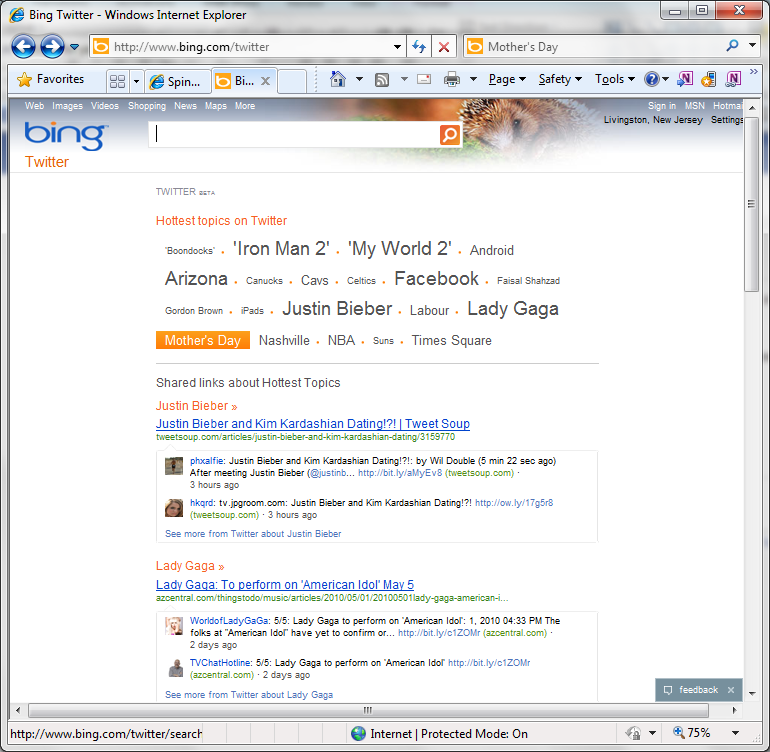 Bing Twitter - Windows Internet Explorer
http://www.bing.com/twitter
Mother's Day
Favorites
Spin...
Bi...
Page
Safety
Tools
Web Images Videos Shopping News Maps More
Sign in MSN Hotmai
Livingston, New Jersey Settings
bing
Twitter
TWITTER BETA
Hottest topics on Twitter
'Boondocks' · 'Iron Man 2' · 'My World 2' · Android
Arizona · Canucks · Cavs · Celtics · Facebook · Faisal Shahzad
Gordon Brown · iPads · Justin Bieber · Labour · Lady Gaga
Mother's Day Nashville · NBA · Suns · Times Square
Shared links about Hottest Topics
Justin Bieber »
Justin Bieber and Kim Kardashian Dating!?! | Tweet Soup
tweetsoup.com/articles/justin-bieber-and-kim-kardashian-dating/3159770
phxalfie: Justin Bieber and Kim Kardashian Dating!?!: by Wil Double (5 min 22 sec ago)
After meeting Justin Bieber (@justinb... http://bit.ly/aMyEv8 (tweetsoup.com) ·
3 hours ago
hkqrd: tv.jpgroom.com: Justin Bieber and Kim Kardashian Dating!?! http://ow.ly/17g5r8
(tweetsoup.com) · 3 hours ago
See more from Twitter about Justin Bieber
Lady Gaga »
Lady Gaga: To perform on 'American Idol' May 5
azcentral.com/thingstodo/music/articles/2010/05/01/20100501lady-gaga-american-i...
WorldofLadyGaGa: 5/5: Lady Gaga to perform on 'American Idol': 1, 2010 04:33 PM The
folks at "American Idol" have yet to confirm or... http://bit.ly/c1ZOMr (azcentral.com) ·
2 days ago
TVChatHotline: 5/5: Lady Gaga to perform on 'American Idol' http://bit.ly/c1ZOMr
(azcentral.com) · 2 days ago
See more from Twitter about Lady Gaga
feedback
http://www.bing.com/twitter/search
Internet | Protected Mode: On
75%